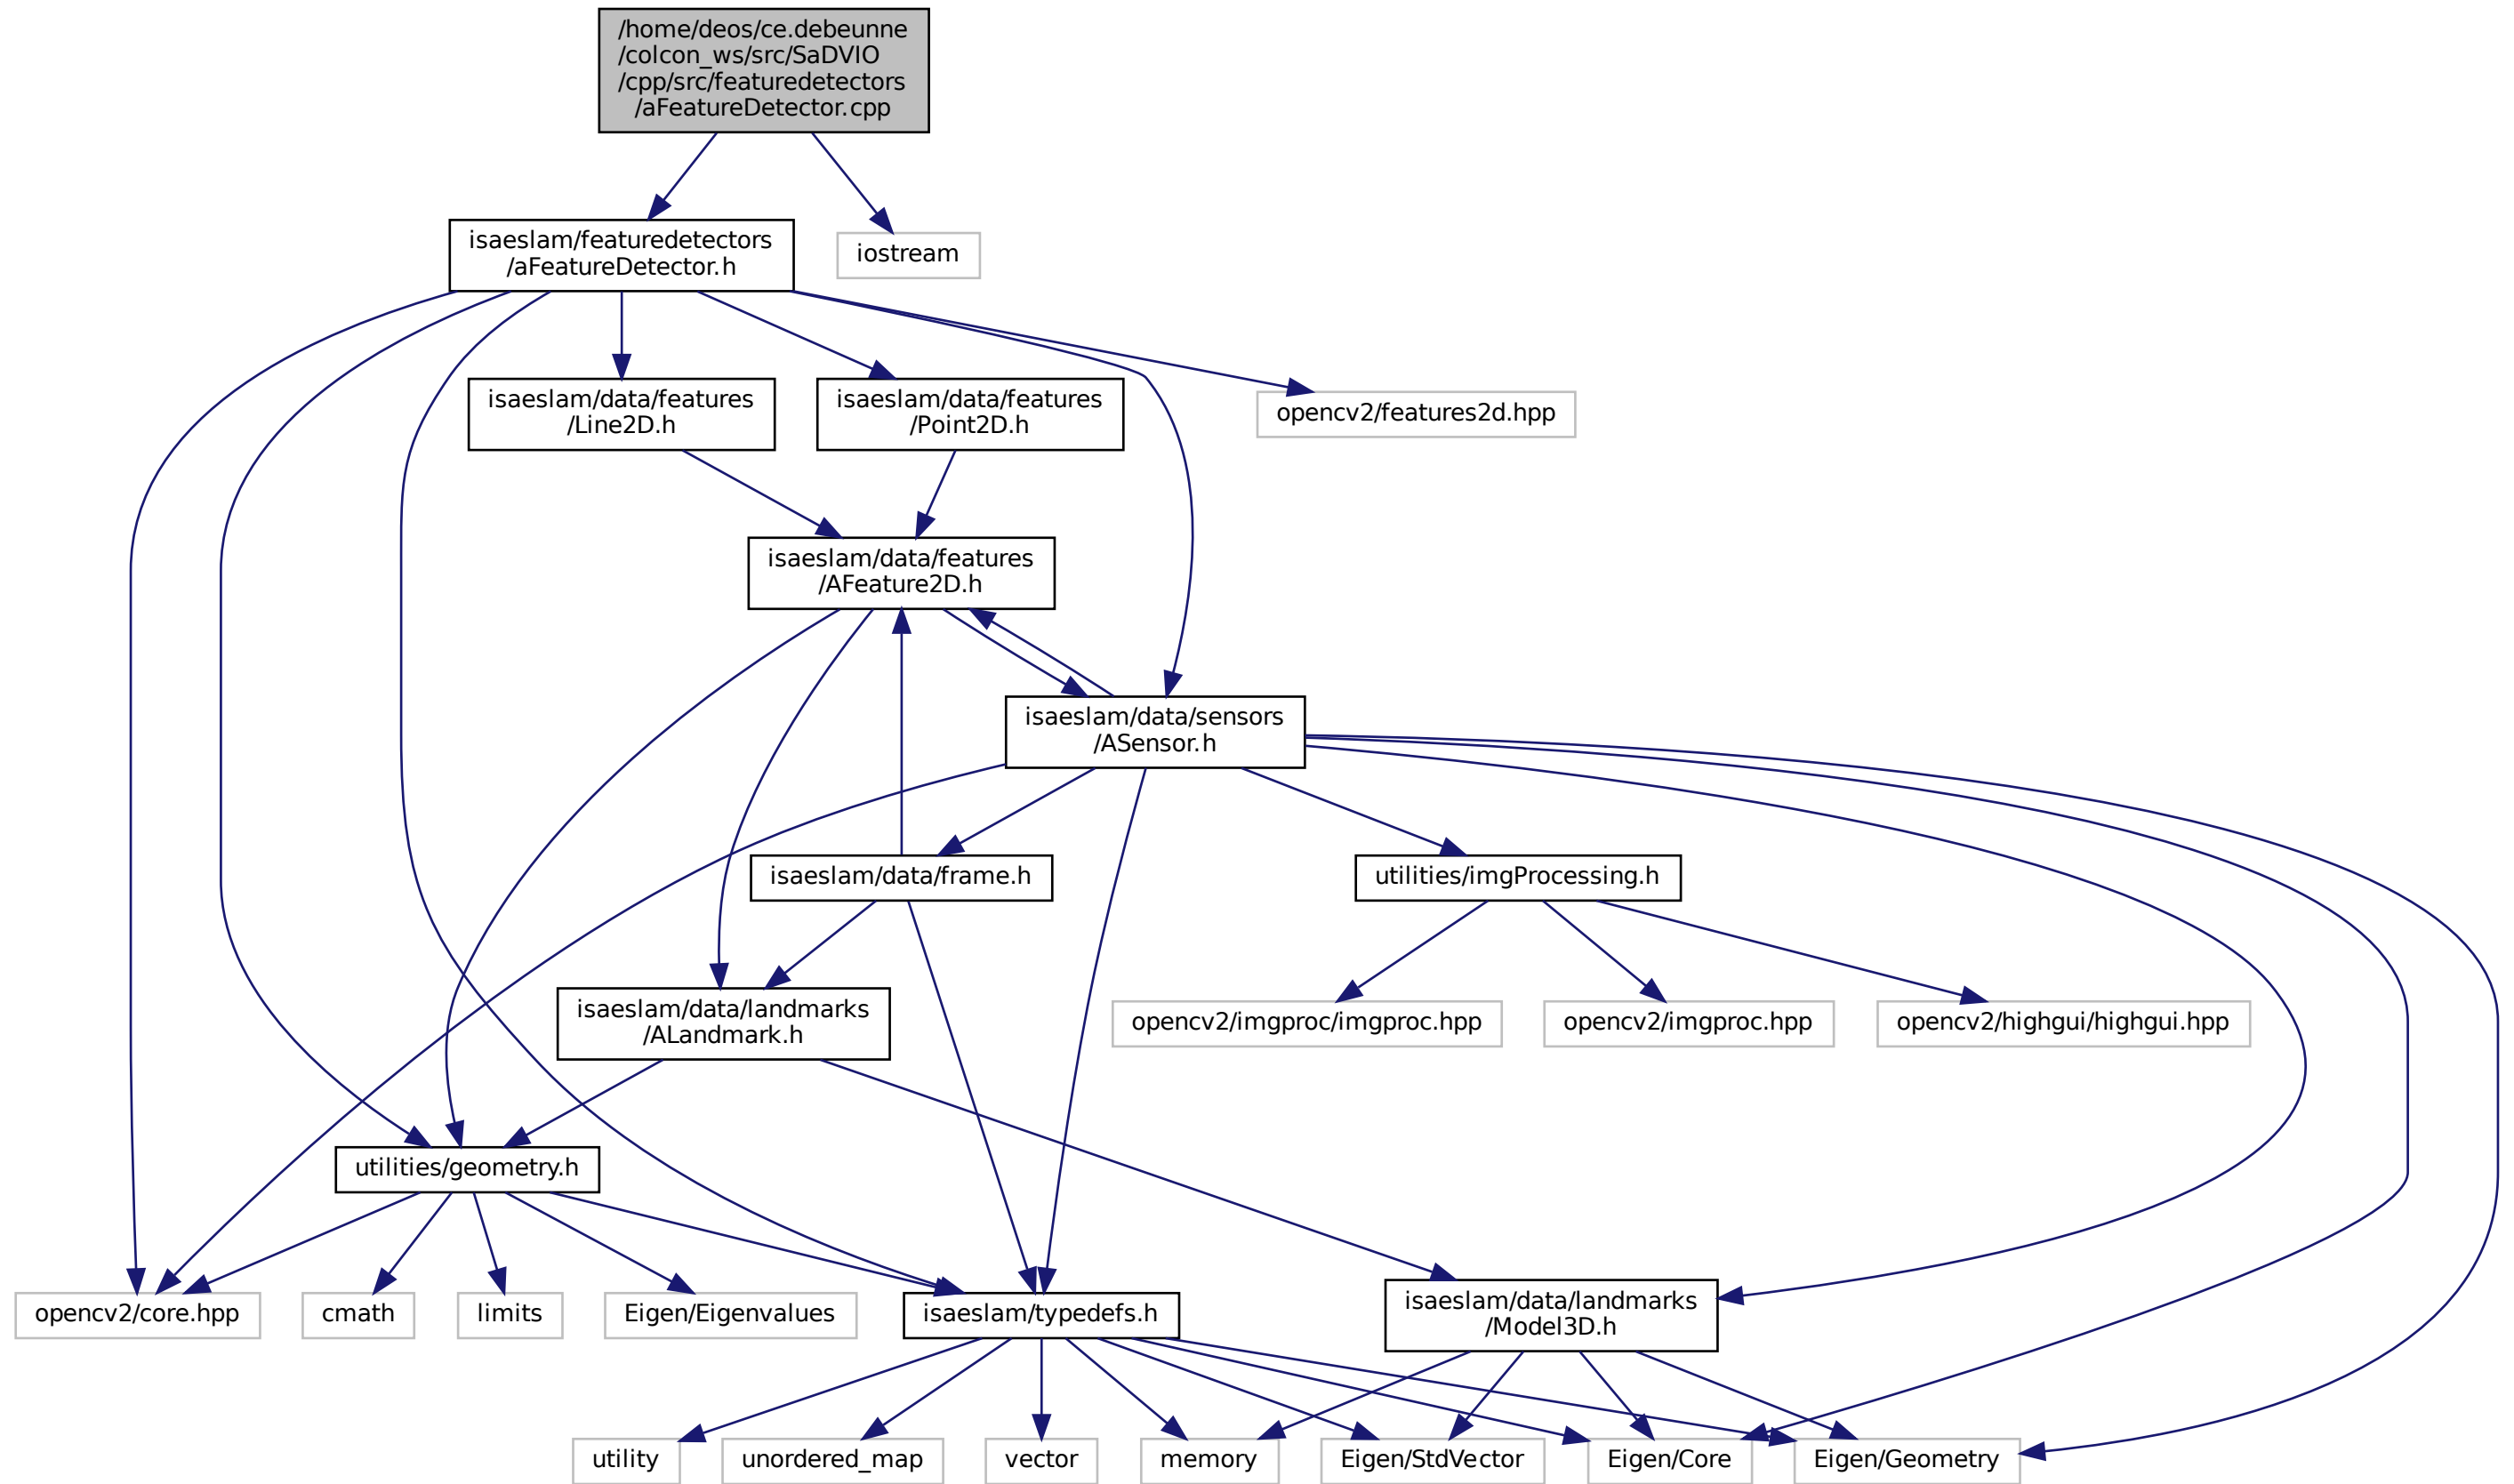 /home/deos/ce.debeunne
/colcon_ws/src/SaDVIO
/cpp/src/featuredetectors
/aFeatureDetector.cpp
isaeslam/featuredetectors
/aFeatureDetector.h
iostream
isaeslam/data/features
/Line2D.h
isaeslam/data/features
/Point2D.h
opencv2/features2d.hpp
isaeslam/data/features
/AFeature2D.h
isaeslam/data/sensors
/ASensor.h
isaeslam/data/frame.h
utilities/imgProcessing.h
isaeslam/data/landmarks
/ALandmark.h
opencv2/imgproc/imgproc.hpp
opencv2/imgproc.hpp
opencv2/highgui/highgui.hpp
utilities/geometry.h
opencv2/core.hpp
cmath
limits
Eigen/Eigenvalues
isaeslam/typedefs.h
isaeslam/data/landmarks
/Model3D.h
utility
unordered_map
vector
memory
Eigen/StdVector
Eigen/Core
Eigen/Geometry